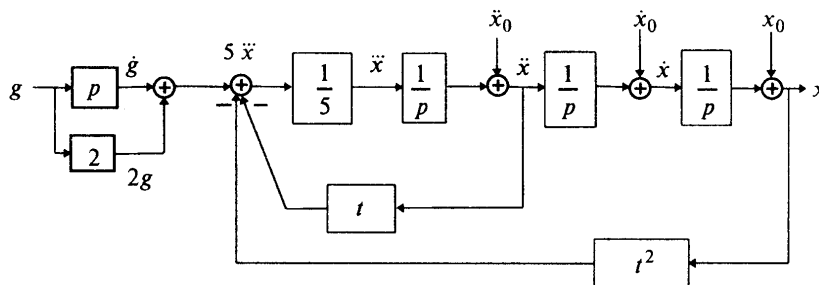 ẍ₀ ẋ₀ x₀
g p ġ 5 x⃛ 1/5 x⃛ 1/p ẍ 1/p ẋ 1/p x
− −
2
2g
t
t²